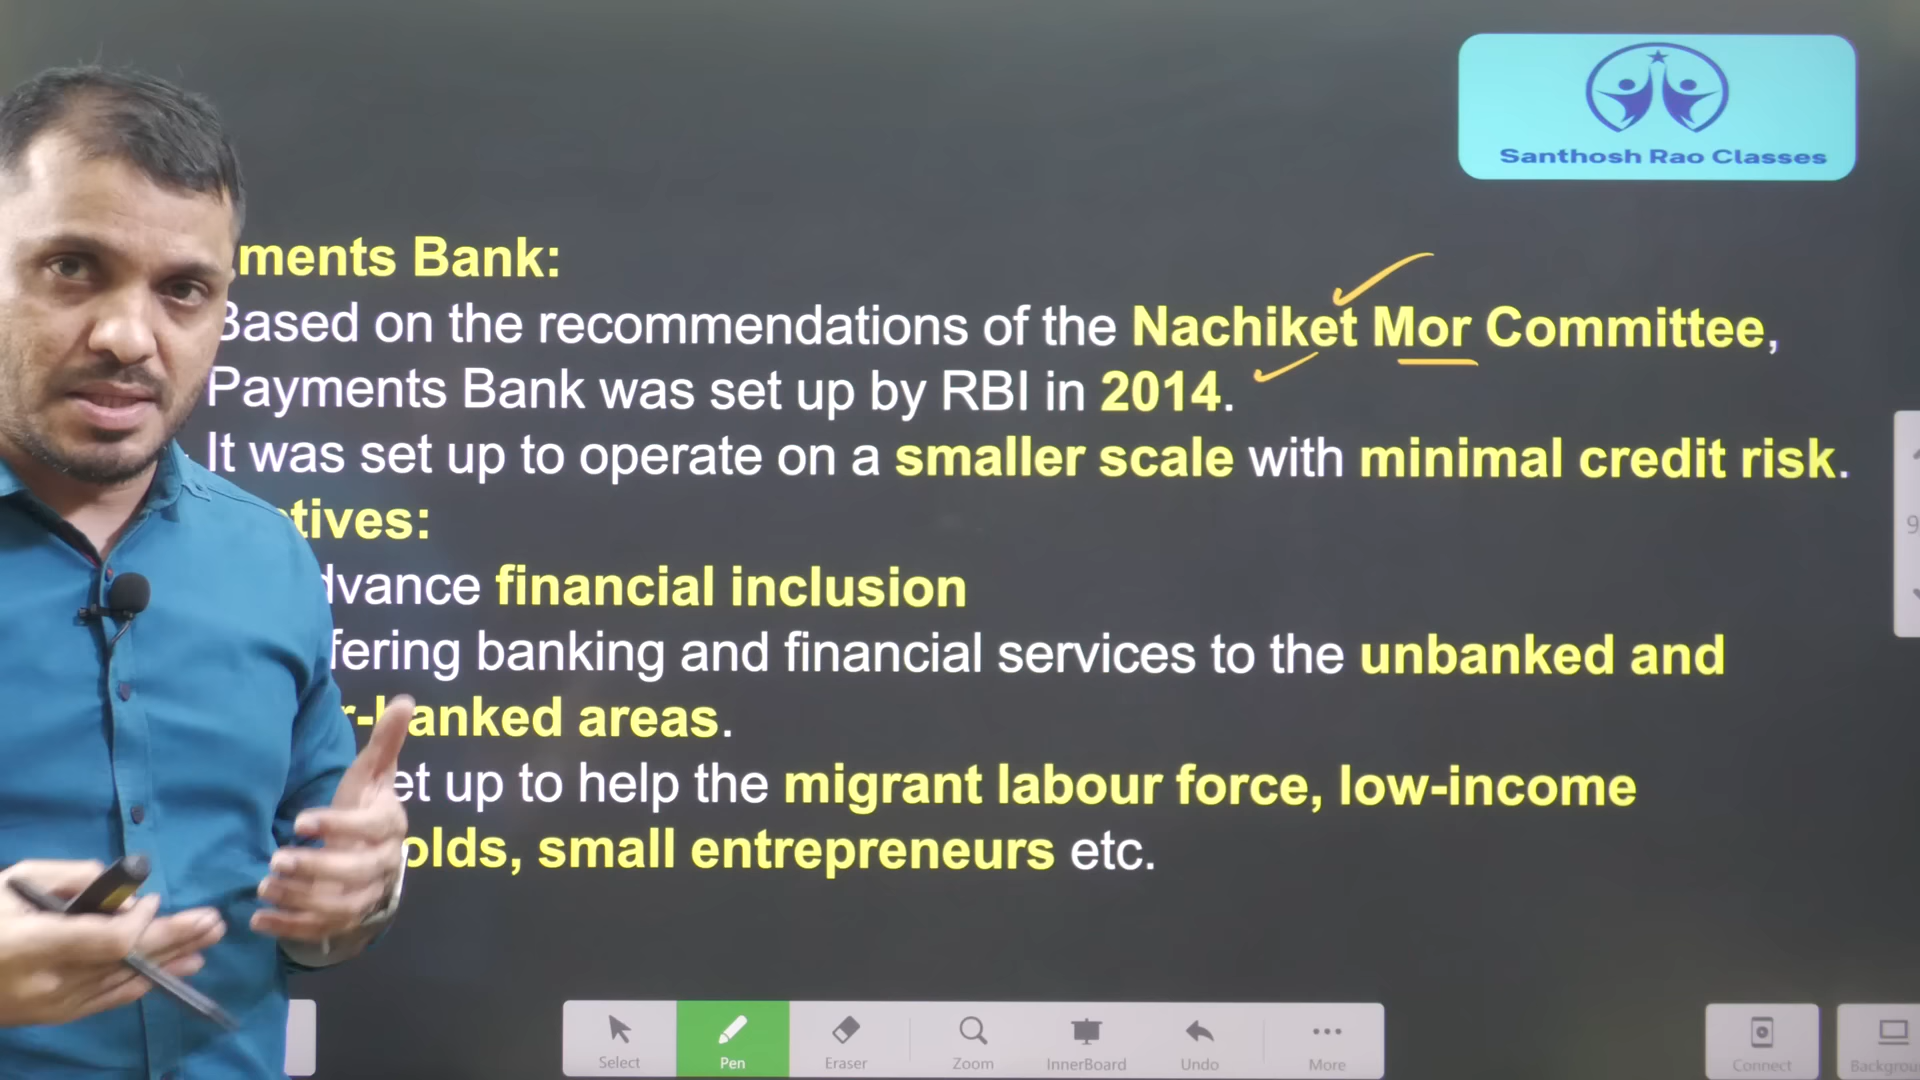 Santhosh Rao Classes
ments Bank:
Based on the recommendations of the Nachiket Mor Committee,
Payments Bank was set up by RBI in 2014.
It was set up to operate on a smaller scale with minimal credit risk.
tives:
dvance financial inclusion
fering banking and financial services to the unbanked and
r-banked areas.
et up to help the migrant labour force, low-income
olds, small entrepreneurs etc.
Select Pen Eraser Zoom InnerBoard Undo More Connect Backgrou